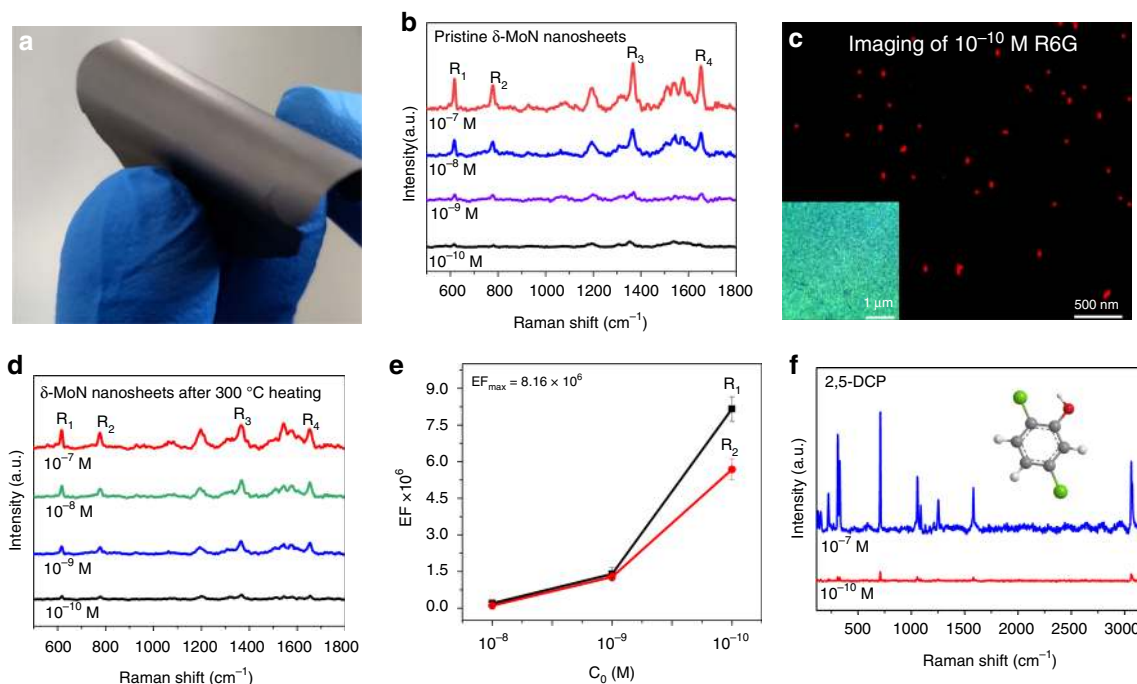 a
b
Pristine δ-MoN nanosheets
R₁
R₂
R₃
R₄
10⁻⁷ M
10⁻⁸ M
10⁻⁹ M
10⁻¹⁰ M
Intensity(a.u.)
600 800 1000 1200 1400 1600 1800
Raman shift (cm⁻¹)
c
Imaging of 10⁻¹⁰ M R6G
1 μm
500 nm
d
δ-MoN nanosheets after 300 °C heating
R₁
R₂
R₃
R₄
10⁻⁷ M
10⁻⁸ M
10⁻⁹ M
10⁻¹⁰ M
Intensity (a.u.)
600 800 1000 1200 1400 1600 1800
Raman shift (cm⁻¹)
e
EFmax = 8.16 × 10⁶
R₁
R₂
9.0
7.5
6.0
4.5
3.0
1.5
0.0
EF ×10⁶
10⁻⁸ 10⁻⁹ 10⁻¹⁰
C₀ (M)
f
2,5-DCP
10⁻⁷ M
10⁻¹⁰ M
Intensity (a.u.)
500 1000 1500 2000 2500 3000
Raman shift (cm⁻¹)